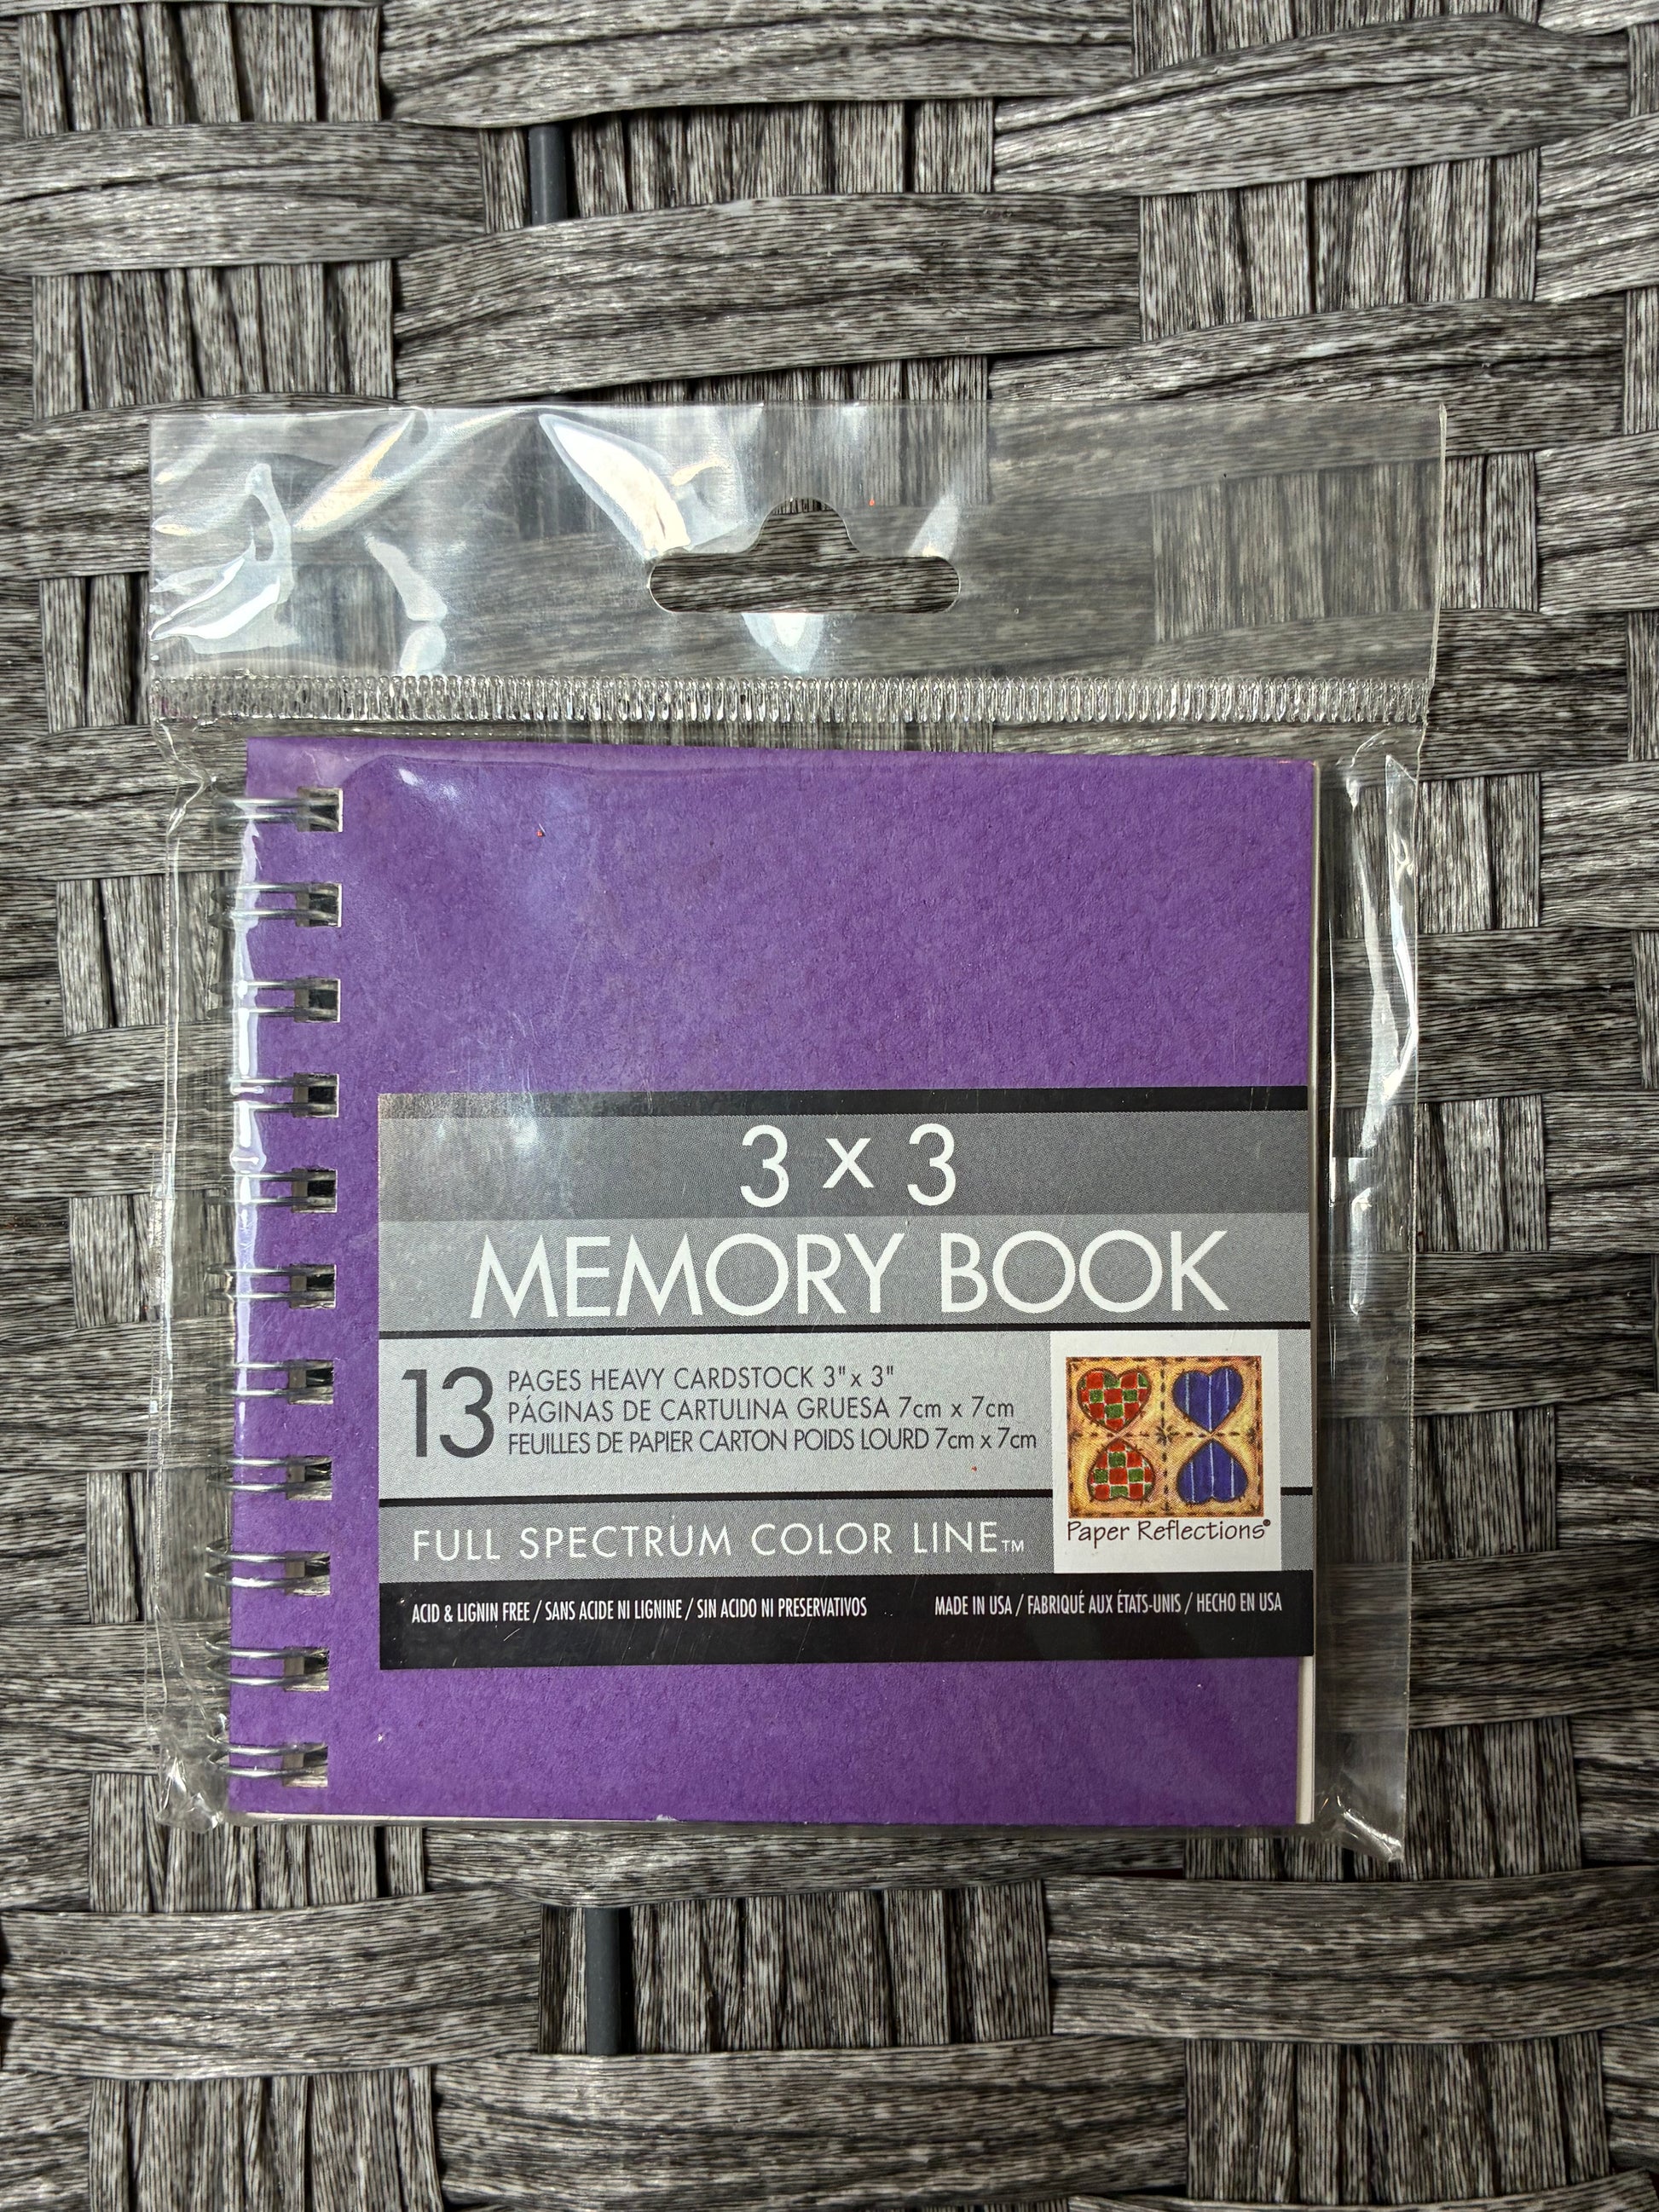 3 x 3
MEMORY BOOK
13 PAGES HEAVY CARDSTOCK 3" x 3"
PÁGINAS DE CARTULINA GRUESA 7cm x 7cm
FEUILLES DE PAPIER CARTON POIDS LOURD 7cm x 7cm
Paper Reflections®
FULL SPECTRUM COLOR LINE™
ACID & LIGNIN FREE / SANS ACIDE NI LIGNINE / SIN ACIDO NI PRESERVATIVOS
MADE IN USA / FABRIQUÉ AUX ÉTATS-UNIS / HECHO EN USA